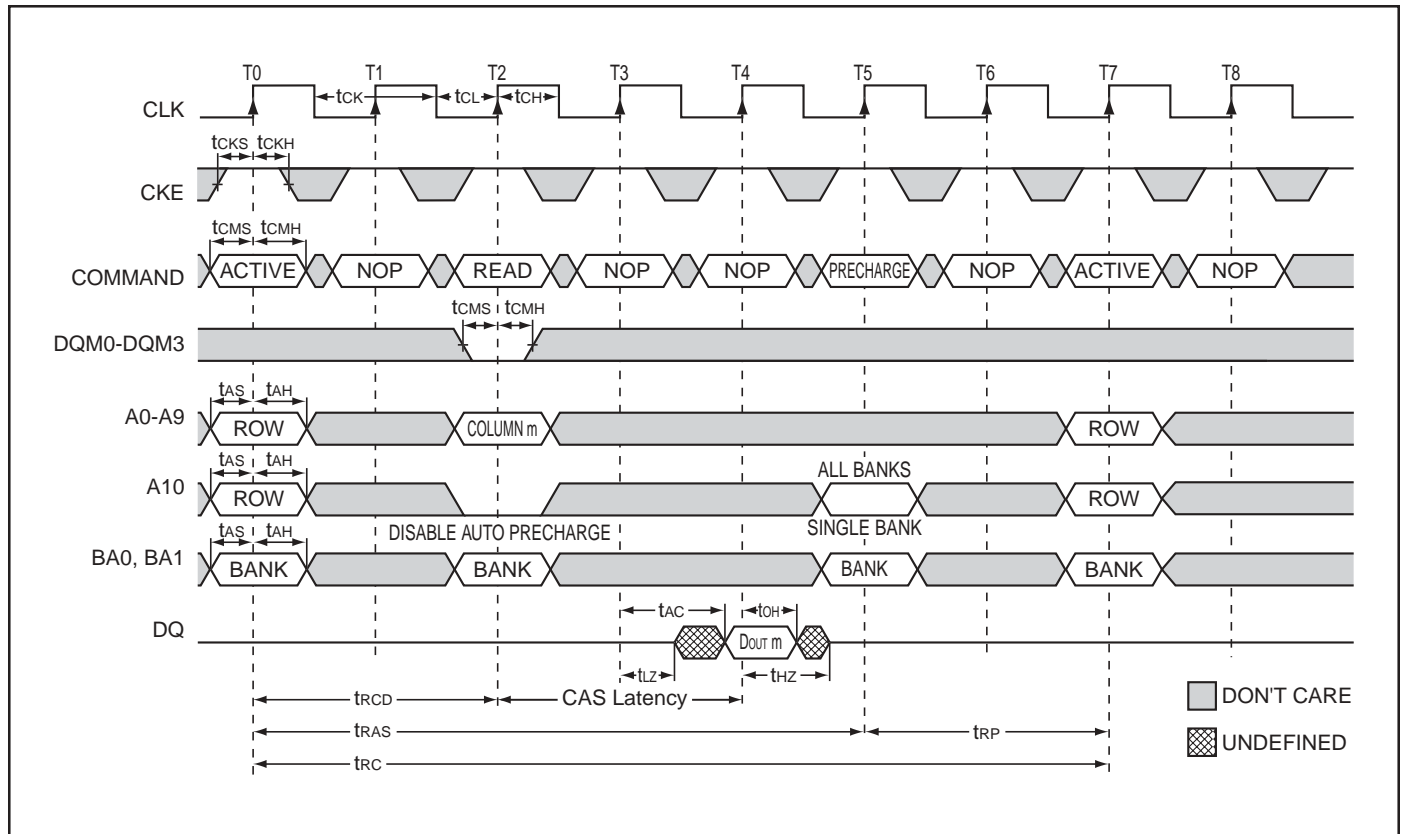 T0 T1 T2 T3 T4 T5 T6 T7 T8
CLK tCK tCL tCH
tCKS tCKH
CKE
tCMS tCMH
COMMAND ACTIVE NOP READ NOP NOP PRECHARGE NOP ACTIVE NOP
tCMS tCMH
DQM0-DQM3
tAS tAH
A0-A9 ROW COLUMN m ROW
tAS tAH ALL BANKS
A10 ROW ROW
DISABLE AUTO PRECHARGE SINGLE BANK
tAS tAH
BA0, BA1 BANK BANK BANK BANK
tAC tOH
DQ DOUT m
tLZ tHZ
tRCD CAS Latency
DON'T CARE
tRAS tRP
UNDEFINED
tRC